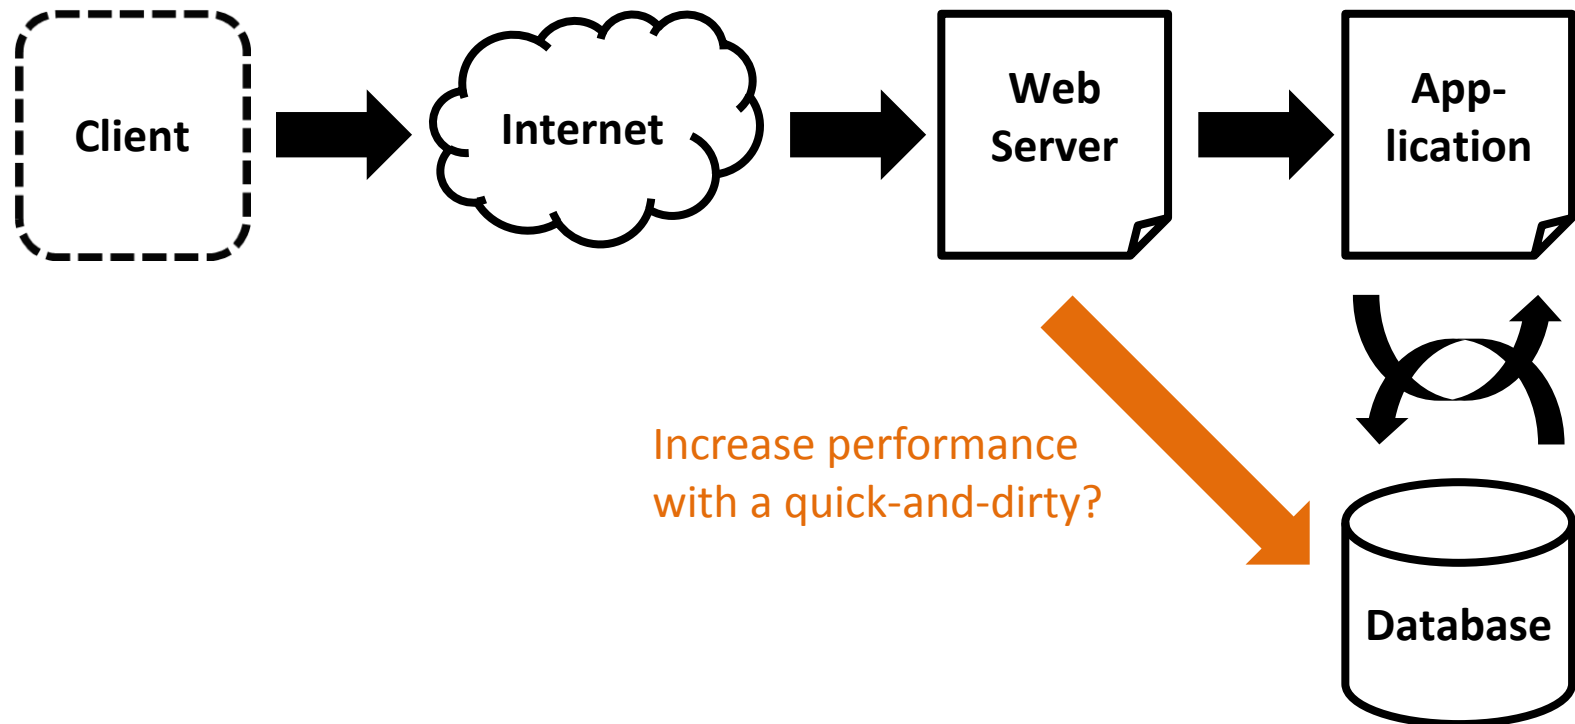 Client
Internet
Web
Server
App-
lication
Increase performance
with a quick-and-dirty?
Database